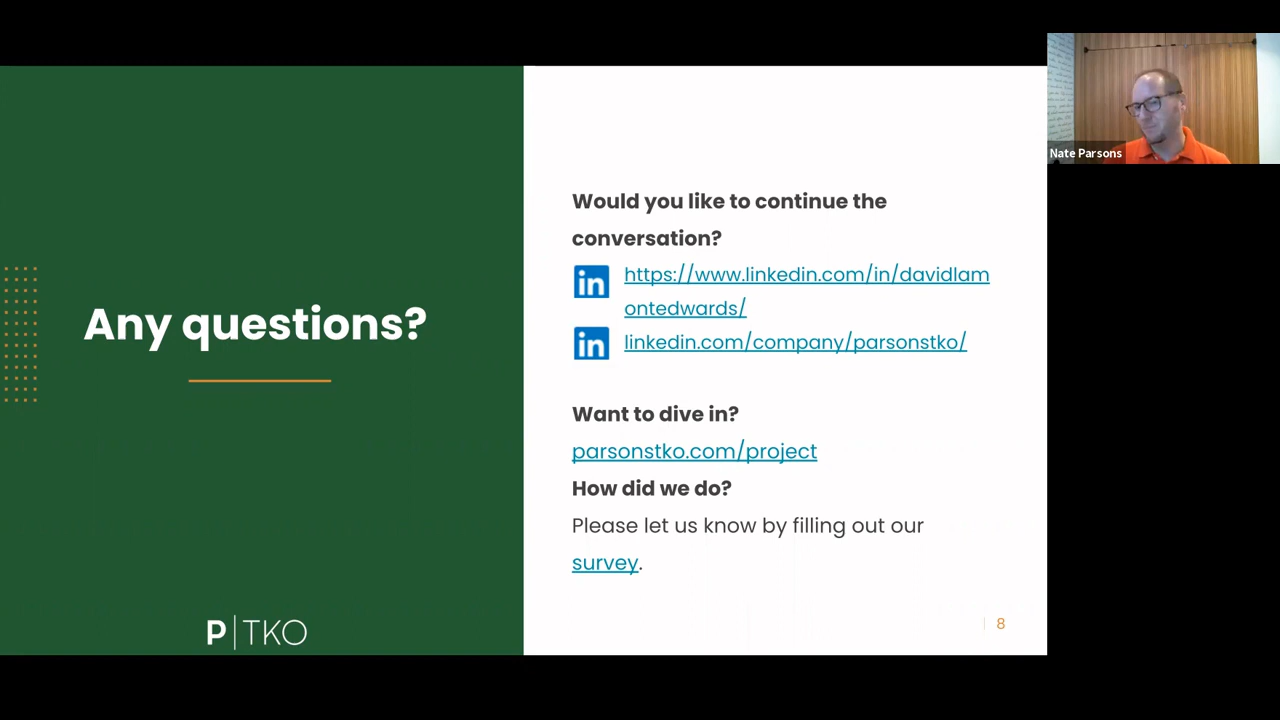 Any questions?
P|TKO
Would you like to continue the
conversation?
in https://www.linkedin.com/in/davidlam
ontedwards/
in linkedin.com/company/parsonstko/
Want to dive in?
parsonstko.com/project
How did we do?
Please let us know by filling out our
survey.
8
Nate Parsons